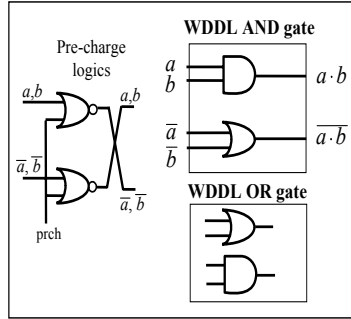 WDDL AND gate
Pre-charge
logics
a,b
a,b
a̅, b̅
a̅, b̅
prch
a
b
a · b
a̅
b̅
a̅ ̅·̅ ̅b̅
WDDL OR gate